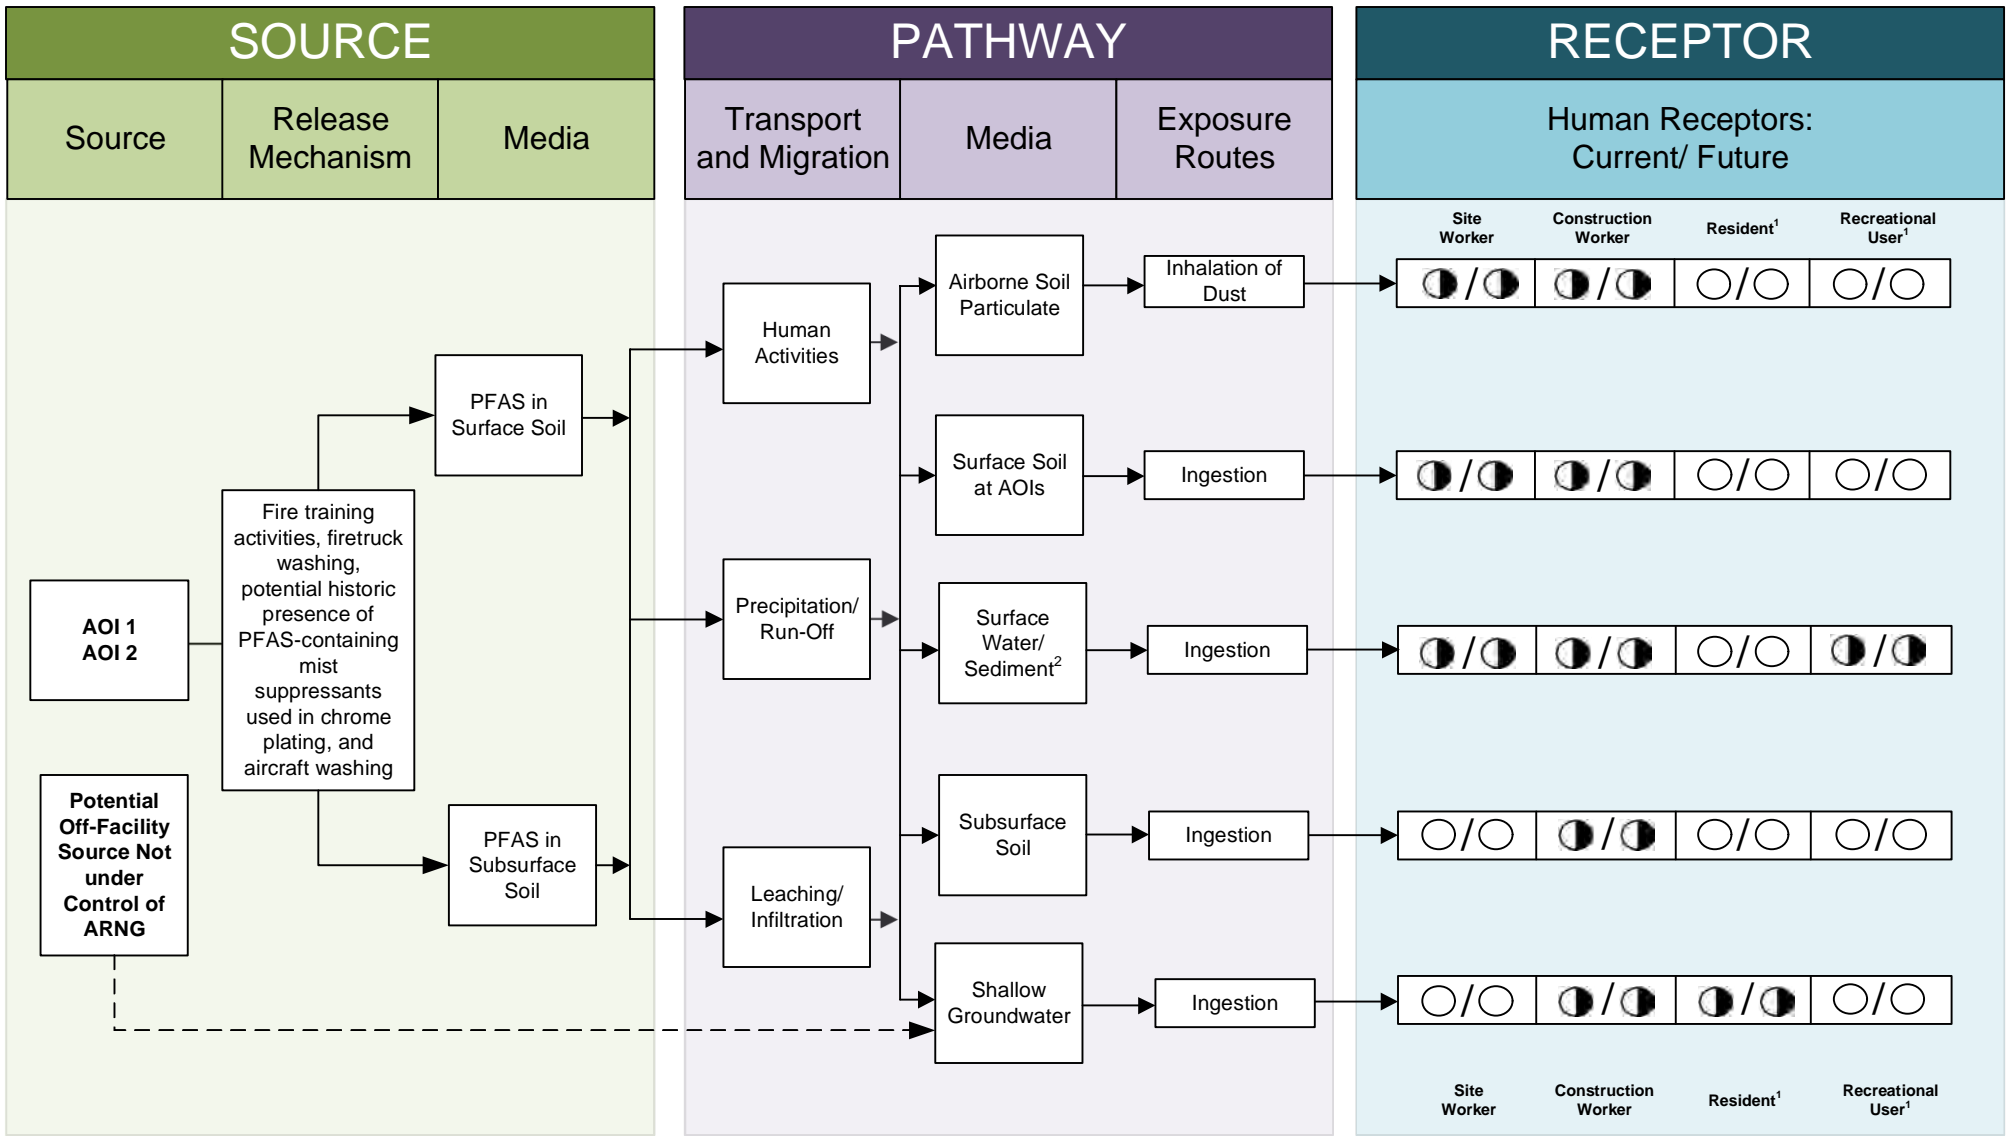 SOURCE
PATHWAY
RECEPTOR
Source
Release
Mechanism
Media
Transport
and Migration
Media
Exposure
Routes
Human Receptors:
Current/ Future
Site
Worker
Construction
Worker
Resident1
Recreational
User1
AOI 1
AOI 2
Potential
Off-Facility
Source Not
under
Control of
ARNG
Fire training
activities, firetruck
washing,
potential historic
presence of
PFAS-containing
mist
suppressants
used in chrome
plating, and
aircraft washing
PFAS in
Surface Soil
PFAS in
Subsurface
Soil
Human
Activities
Precipitation/
Run-Off
Leaching/
Infiltration
Airborne Soil
Particulate
Inhalation of
Dust
/ / / /
Surface Soil
at AOIs
Ingestion
/ / / /
Surface
Water/
Sediment2
Ingestion
/ / / /
Subsurface
Soil
Ingestion
/ / / /
Shallow
Groundwater
Ingestion
/ / / /
Site
Worker
Construction
Worker
Resident1
Recreational
User1